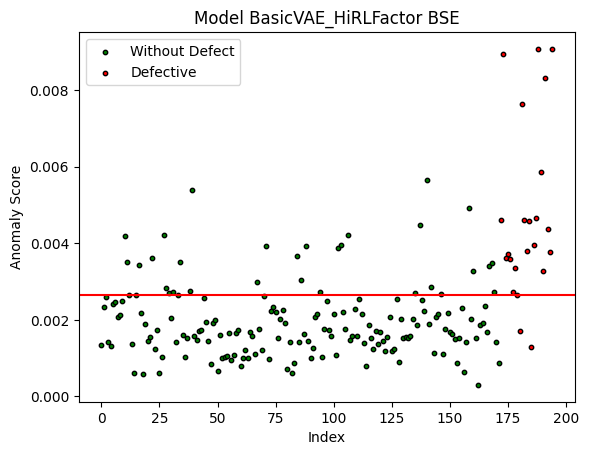 Model BasicVAE_HiRLFactor BSE
Without Defect
Defective
Anomaly Score
0.008
0.006
0.004
0.002
0.000
0 25 50 75 100 125 150 175 200
Index